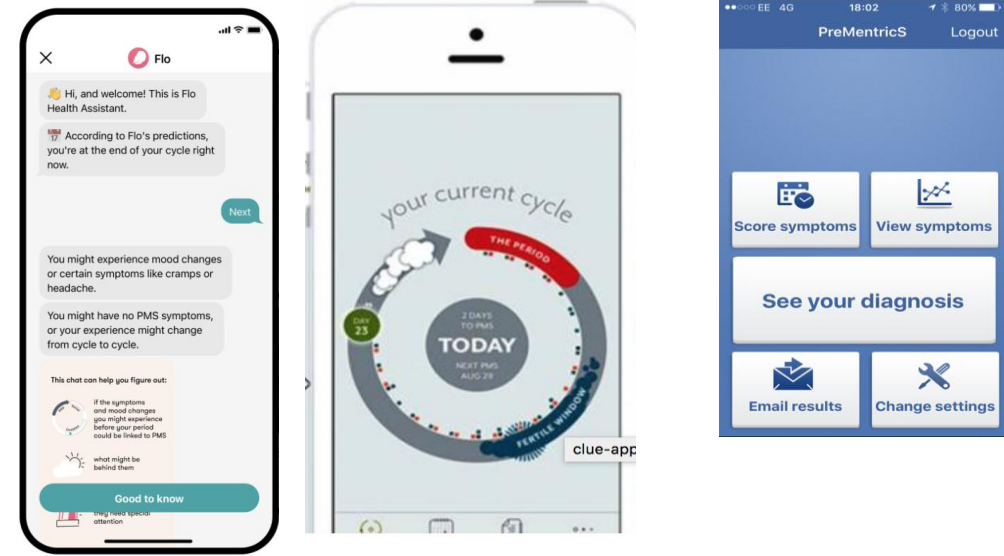 Flo
👋 Hi, and welcome! This is Flo
Health Assistant.
📅 According to Flo's predictions,
you're at the end of your cycle right
now.
Next
You might experience mood changes
or certain symptoms like cramps or
headache.
You might have no PMS symptoms,
or your experience might change
from cycle to cycle.
This chat can help you figure out:
if the symptoms
and mood changes
you might experience
before your period
could be linked to PMS
what might be
behind them
Good to know
they need special
attention
your current cycle
THE PERIOD
DAY
23
2 DAYS
TO PMS
TODAY
NEXT PMS
AUG 29
FERTILE WINDOW
clue-app
EE 4G
18:02
80%
PreMentricS
Logout
Score symptoms
View symptoms
See your diagnosis
Email results
Change settings